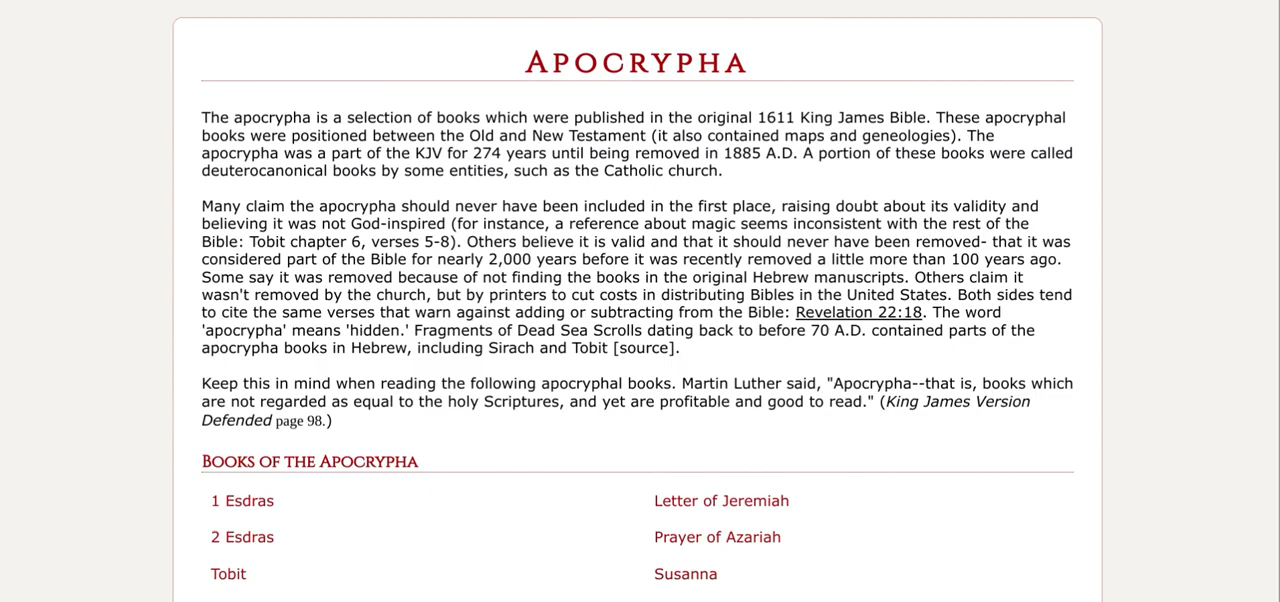 APOCRYPHA
The apocrypha is a selection of books which were published in the original 1611 King James Bible. These apocryphal
books were positioned between the Old and New Testament (it also contained maps and geneologies). The
apocrypha was a part of the KJV for 274 years until being removed in 1885 A.D. A portion of these books were called
deuterocanonical books by some entities, such as the Catholic church.
Many claim the apocrypha should never have been included in the first place, raising doubt about its validity and
believing it was not God-inspired (for instance, a reference about magic seems inconsistent with the rest of the
Bible: Tobit chapter 6, verses 5-8). Others believe it is valid and that it should never have been removed- that it was
considered part of the Bible for nearly 2,000 years before it was recently removed a little more than 100 years ago.
Some say it was removed because of not finding the books in the original Hebrew manuscripts. Others claim it
wasn't removed by the church, but by printers to cut costs in distributing Bibles in the United States. Both sides tend
to cite the same verses that warn against adding or subtracting from the Bible: Revelation 22:18. The word
'apocrypha' means 'hidden.' Fragments of Dead Sea Scrolls dating back to before 70 A.D. contained parts of the
apocrypha books in Hebrew, including Sirach and Tobit [source].
Keep this in mind when reading the following apocryphal books. Martin Luther said, "Apocrypha--that is, books which
are not regarded as equal to the holy Scriptures, and yet are profitable and good to read." (King James Version
Defended page 98.)
BOOKS OF THE APOCRYPHA
1 Esdras
2 Esdras
Tobit
Letter of Jeremiah
Prayer of Azariah
Susanna